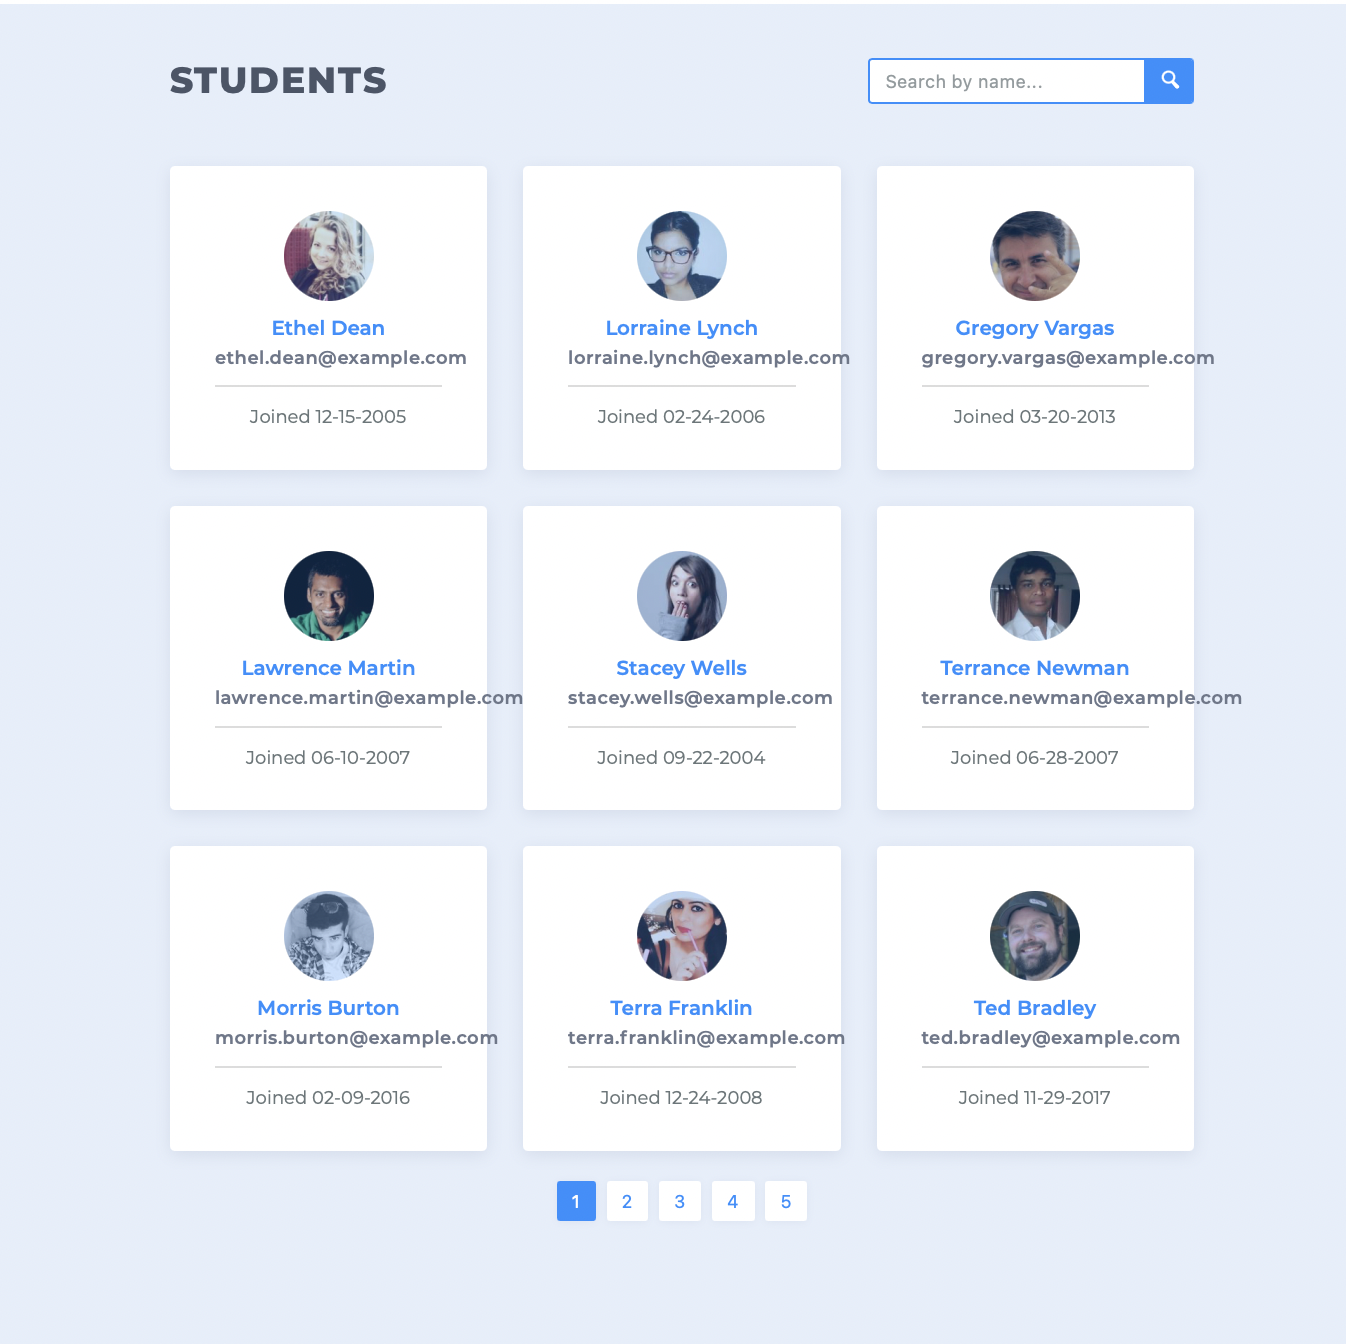 STUDENTS
Search by name...
Ethel Dean
ethel.dean@example.com
Joined 12-15-2005
Lorraine Lynch
lorraine.lynch@example.com
Joined 02-24-2006
Gregory Vargas
gregory.vargas@example.com
Joined 03-20-2013
Lawrence Martin
lawrence.martin@example.com
Joined 06-10-2007
Stacey Wells
stacey.wells@example.com
Joined 09-22-2004
Terrance Newman
terrance.newman@example.com
Joined 06-28-2007
Morris Burton
morris.burton@example.com
Joined 02-09-2016
Terra Franklin
terra.franklin@example.com
Joined 12-24-2008
Ted Bradley
ted.bradley@example.com
Joined 11-29-2017
1 2 3 4 5